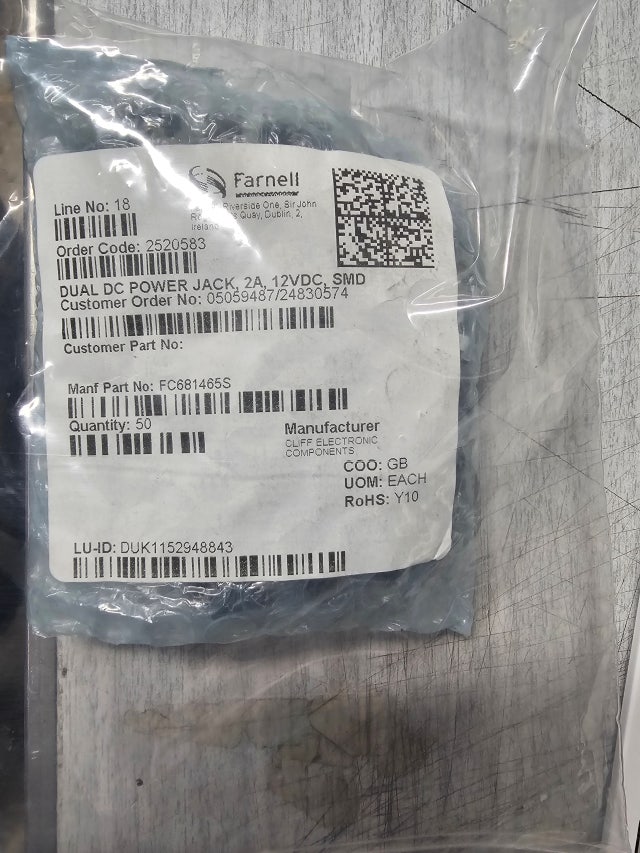 Farnell
Line No: 18
Riverside One, Sir John
Quay, Dublin, 2,
Ireland
Order Code: 2520583
DUAL DC POWER JACK, 2A, 12VDC, SMD
Customer Order No: 05059487/24830574
Customer Part No:
Manf Part No: FC681465S
Quantity: 50
Manufacturer
CLIFF ELECTRONIC
COMPONENTS
COO: GB
UOM: EACH
RoHS: Y10
LU-ID: DUK1152948843